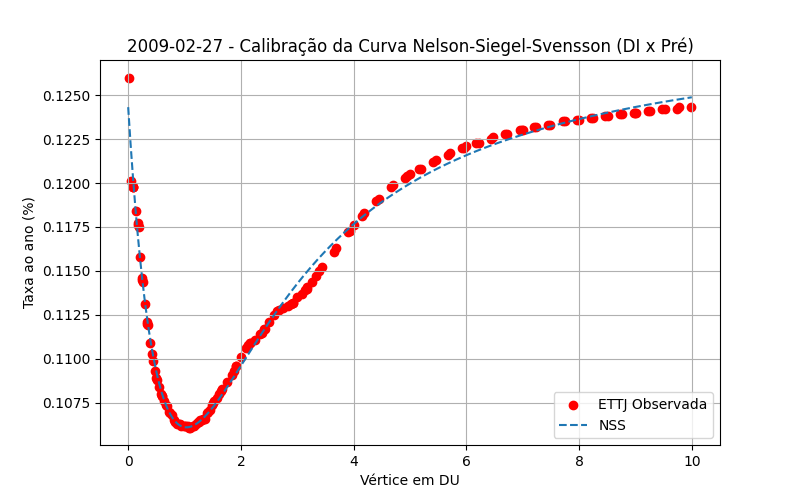 2009-02-27 - Calibração da Curva Nelson-Siegel-Svensson (DI x Pré)
Taxa ao ano (%)
0.1250
0.1225
0.1200
0.1175
0.1150
0.1125
0.1100
0.1075
ETTJ Observada
NSS
0 2 4 6 8 10
Vértice em DU